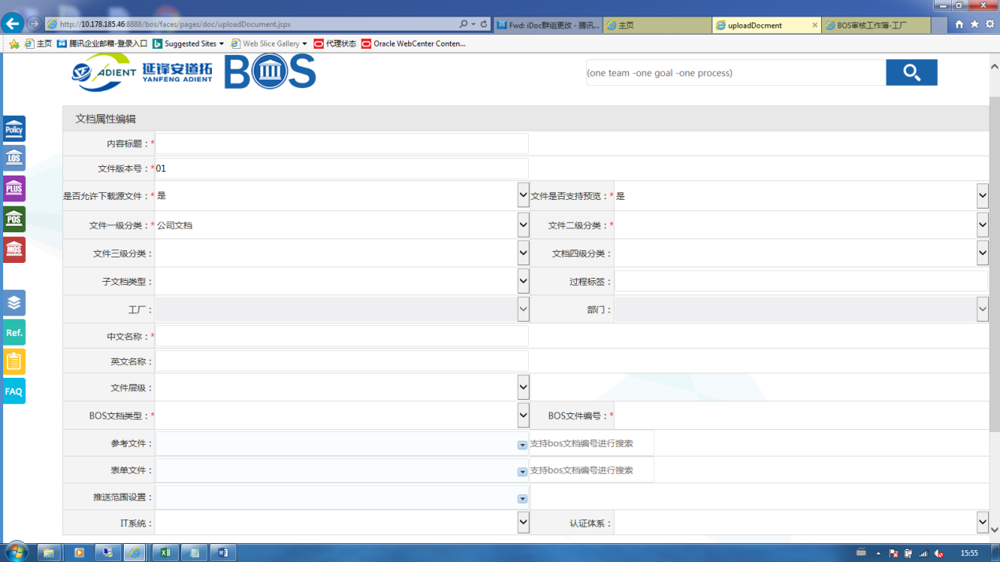 http://10.178.185.46:8888/bos/faces/pages/doc/uploadDocument.jspx
Fwd: iDoc群组更改 - 腾讯... 主页 uploadDocment × BOS审核工作簿-工厂
主页 腾讯企业邮箱-登录入口 Suggested Sites Web Slice Gallery 代理状态 Oracle WebCenter Conten...
ADIENT 延锋安道拓 YANFENG ADIENT BOS
(one team -one goal -one process)
文档属性编辑
Policy
内容标题：*
LOS
文件版本号：* 01
PLUS
是否允许下载源文件：* 是 文件是否支持预览：* 是
POS
文件一级分类：* 公司文档 文件二级分类：*
MOS
文件三级分类： 文档四级分类：
子文档类型： 过程标签：
工厂： 部门：
Ref.
中文名称：*
英文名称：
FAQ
文件层级：
BOS文档类型：* BOS文件编号：*
参考文件： 支持bos文档编号进行搜索
表单文件： 支持bos文档编号进行搜索
推送范围设置：
IT系统： 认证体系：
15:55